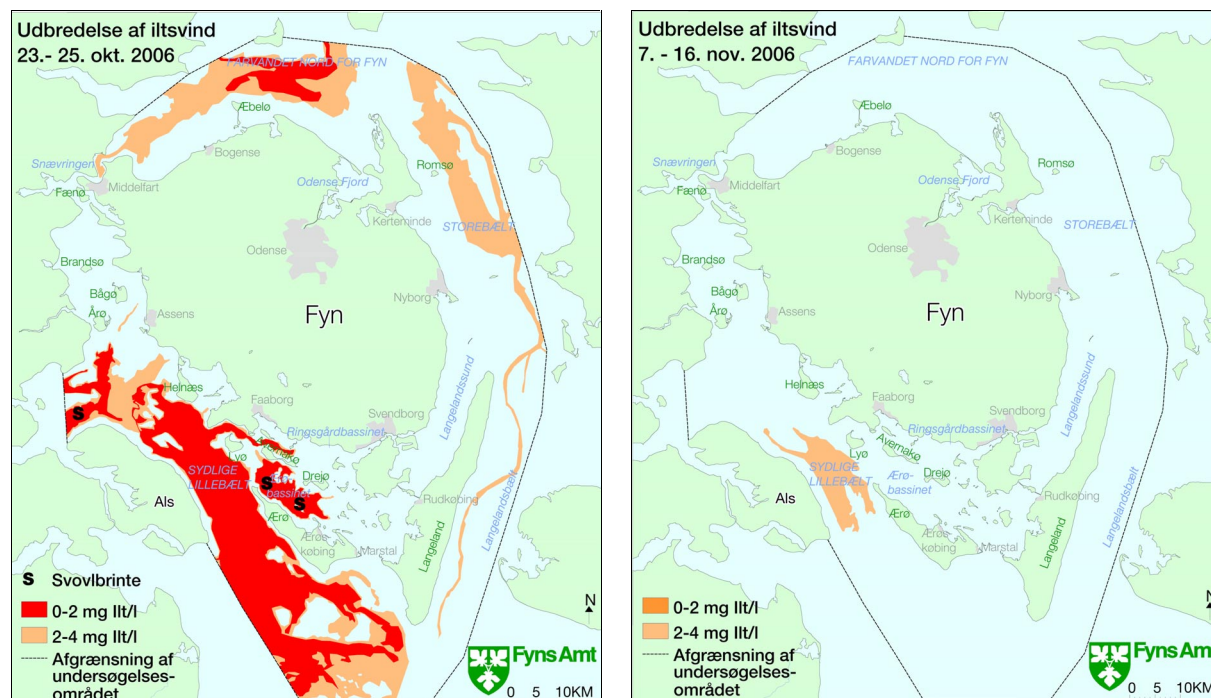 Udbredelse af iltsvind
23.- 25. okt. 2006
FARVANDET NORD FOR FYN
Æbelø
Bogense
Snævringen
Fænø
Middelfart
Romsø
Odense Fjord
Kerteminde
STOREBÆLT
Odense
Brandsø
Bågø
Årø
Assens
Nyborg
Fyn
Langelandssund
Helnæs
Faaborg
Svendborg
Ringsgårdbassinet
S
Avernakø
Lyø
SYDLIGE
LILLEBÆLT
Drejø
S
bassinet
S
Als
Ærø
Rudkøbing
Langelandsbælt
Ærøs-
købing
Marstal
Langeland
S Svovlbrinte
0-2 mg Ilt/l
2-4 mg Ilt/l
Afgrænsning af
undersøgelses-
området
N
FynsAmt
0 5 10KM
Udbredelse af iltsvind
7. - 16. nov. 2006
FARVANDET NORD FOR FYN
Æbelø
Bogense
Snævringen
Fænø
Middelfart
Romsø
Odense Fjord
Kerteminde
STOREBÆLT
Odense
Brandsø
Bågø
Årø
Assens
Nyborg
Fyn
Langelandssund
Helnæs
Faaborg
Svendborg
Ringsgårdbassinet
Avernakø
Lyø
SYDLIGE
LILLEBÆLT
Drejø
Ærø-
bassinet
Als
Ærø
Rudkøbing
Langelandsbælt
Ærøs-
købing
Marstal
Langeland
0-2 mg Ilt/l
2-4 mg Ilt/l
Afgrænsning af
undersøgelses-
området
N
FynsAmt
0 5 10KM